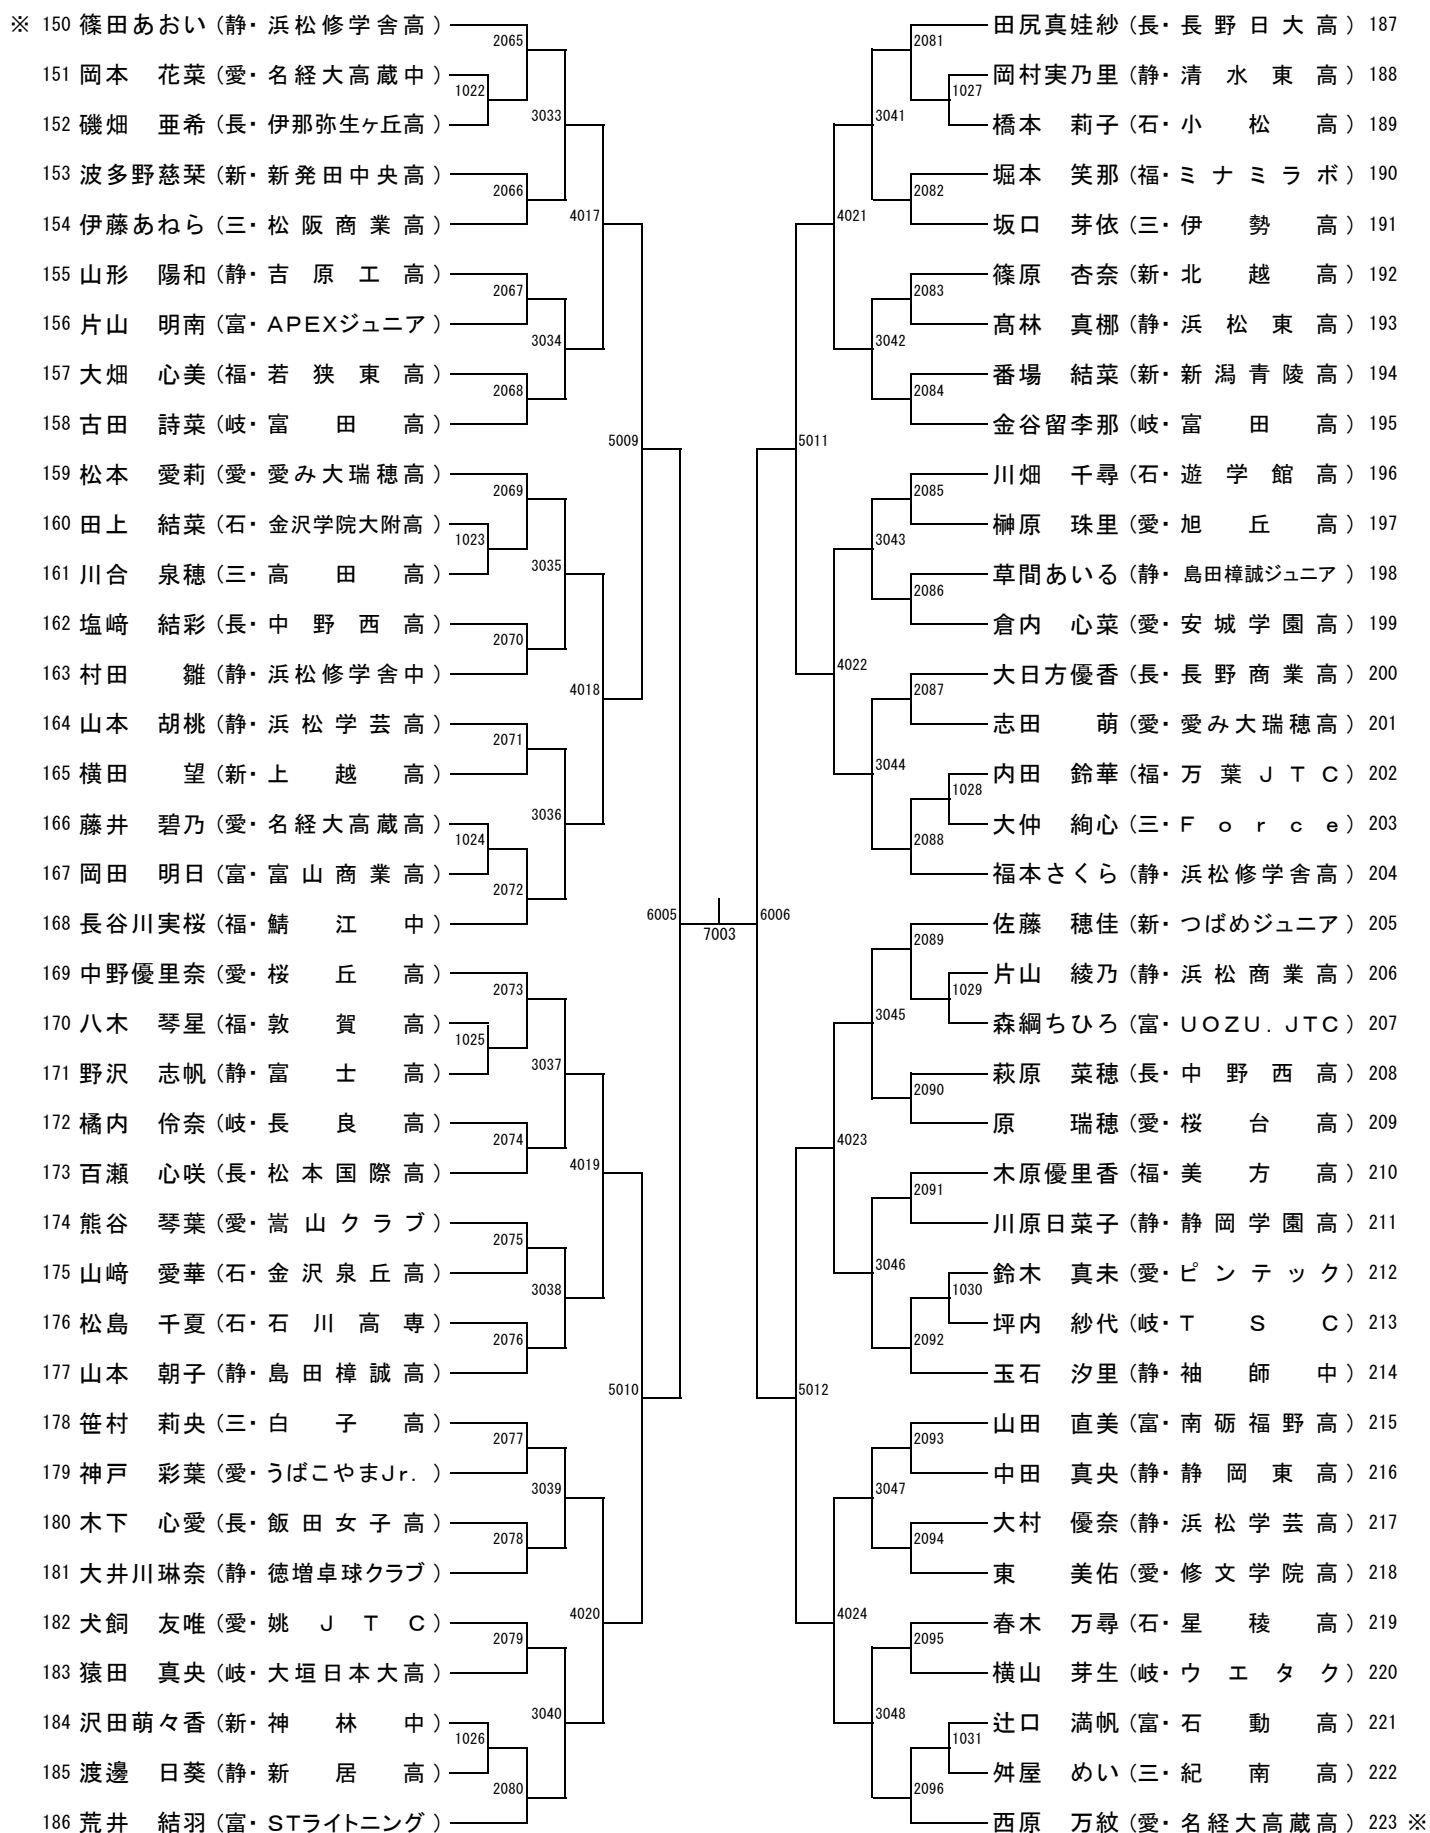 ※ 150 篠田あおい (静・浜松修学舎高)
2065
151 岡本 花菜 (愛・名経大高蔵中)
1022
152 磯畑 亜希 (長・伊那弥生ヶ丘高)
3033
153 波多野慈栞 (新・新発田中央高)
2066
154 伊藤あねら (三・松阪商業高)
4017
155 山形 陽和 (静・吉原工高)
2067
156 片山 明南 (富・APEXジュニア)
3034
157 大畑 心美 (福・若狭東高)
2068
158 古田 詩菜 (岐・富田高)
5009
159 松本 愛莉 (愛・愛み大瑞穂高)
2069
160 田上 結菜 (石・金沢学院大附高)
1023
161 川合 泉穂 (三・高田高)
3035
162 塩﨑 結彩 (長・中野西高)
2070
163 村田 雛 (静・浜松修学舎中)
4018
164 山本 胡桃 (静・浜松学芸高)
2071
165 横田 望 (新・上越高)
3036
166 藤井 碧乃 (愛・名経大高蔵高)
1024
167 岡田 明日 (富・富山商業高)
2072
168 長谷川実桜 (福・鯖江中)
6005
169 中野優里奈 (愛・桜丘高)
2073
170 八木 琴星 (福・敦賀高)
1025
171 野沢 志帆 (静・富士高)
3037
172 橘内 伶奈 (岐・長良高)
2074
173 百瀬 心咲 (長・松本国際高)
4019
174 熊谷 琴葉 (愛・嵩山クラブ)
2075
175 山﨑 愛華 (石・金沢泉丘高)
3038
176 松島 千夏 (石・石川高専)
2076
177 山本 朝子 (静・島田樟誠高)
5010
178 笹村 莉央 (三・白子高)
2077
179 神戸 彩葉 (愛・うばこやまJr.)
3039
180 木下 心愛 (長・飯田女子高)
2078
181 大井川琳奈 (静・徳増卓球クラブ)
4020
182 犬飼 友唯 (愛・姚JTC)
2079
183 猿田 真央 (岐・大垣日本大高)
3040
184 沢田萌々香 (新・神林中)
1026
185 渡邊 日葵 (静・新居高)
2080
186 荒井 結羽 (富・STライトニング)
7003
田尻真娃紗 (長・長野日大高) 187
2081
岡村実乃里 (静・清水東高) 188
1027
橋本 莉子 (石・小松高) 189
3041
堀本 笑那 (福・ミナミラボ) 190
2082
坂口 芽依 (三・伊勢高) 191
4021
篠原 杏奈 (新・北越高) 192
2083
髙林 真梛 (静・浜松東高) 193
3042
番場 結菜 (新・新潟青陵高) 194
2084
金谷留李那 (岐・富田高) 195
5011
川畑 千尋 (石・遊学館高) 196
2085
榊原 珠里 (愛・旭丘高) 197
3043
草間あいる (静・島田樟誠ジュニア) 198
2086
倉内 心菜 (愛・安城学園高) 199
4022
大日方優香 (長・長野商業高) 200
2087
志田 萌 (愛・愛み大瑞穂高) 201
3044
内田 鈴華 (福・万葉JTC) 202
1028
大仲 絢心 (三・Force) 203
2088
福本さくら (静・浜松修学舎高) 204
6006
佐藤 穂佳 (新・つばめジュニア) 205
2089
片山 綾乃 (静・浜松商業高) 206
1029
森綱ちひろ (富・UOZU.JTC) 207
3045
萩原 菜穂 (長・中野西高) 208
2090
原 瑞穂 (愛・桜台高) 209
4023
木原優里香 (福・美方高) 210
2091
川原日菜子 (静・静岡学園高) 211
3046
鈴木 真未 (愛・ピンテック) 212
1030
坪内 紗代 (岐・TSC) 213
2092
玉石 汐里 (静・袖師中) 214
5012
山田 直美 (富・南砺福野高) 215
2093
中田 真央 (静・静岡東高) 216
3047
大村 優奈 (静・浜松学芸高) 217
2094
東 美佑 (愛・修文学院高) 218
4024
春木 万尋 (石・星稜高) 219
2095
横山 芽生 (岐・ウエタク) 220
3048
辻口 満帆 (富・石動高) 221
1031
舛屋 めい (三・紀南高) 222
2096
西原 万紋 (愛・名経大高蔵高) 223 ※